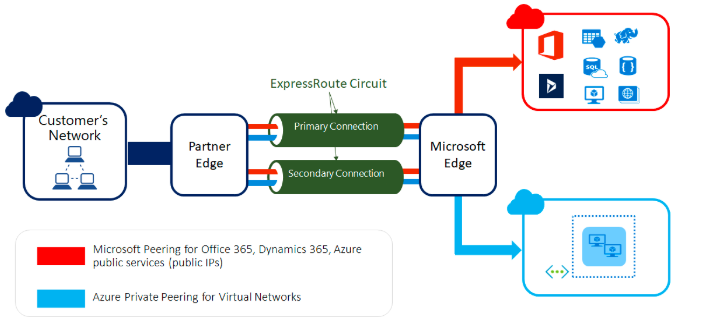 ExpressRoute Circuit
Customer's
Network
Partner
Edge
Primary Connection
Secondary Connection
Microsoft
Edge
SQL
Microsoft Peering for Office 365, Dynamics 365, Azure
public services (public IPs)
Azure Private Peering for Virtual Networks